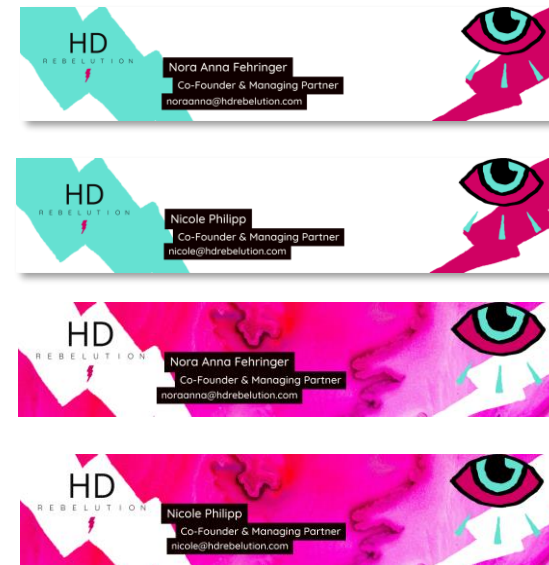 HD
REBELUTION
Nora Anna Fehringer
Co-Founder & Managing Partner
noraanna@hdrebelution.com
HD
REBELUTION
Nicole Philipp
Co-Founder & Managing Partner
nicole@hdrebelution.com
HD
REBELUTION
Nora Anna Fehringer
Co-Founder & Managing Partner
noraanna@hdrebelution.com
HD
REBELUTION
Nicole Philipp
Co-Founder & Managing Partner
nicole@hdrebelution.com